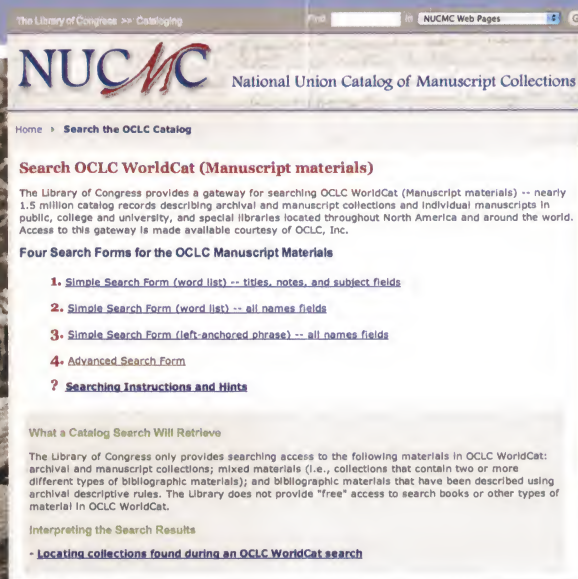 The Library of Congress >> Cataloging Find in NUCMC Web Pages
NUCMC National Union Catalog of Manuscript Collections
Home > Search the OCLC Catalog
Search OCLC WorldCat (Manuscript materials)
The Library of Congress provides a gateway for searching OCLC WorldCat (Manuscript materials) -- nearly
1.5 million catalog records describing archival and manuscript collections and individual manuscripts in
public, college and university, and special libraries located throughout North America and around the world.
Access to this gateway is made available courtesy of OCLC, Inc.
Four Search Forms for the OCLC Manuscript Materials
1. Simple Search Form (word list) -- titles, notes, and subject fields
2. Simple Search Form (word list) -- all names fields
3. Simple Search Form (left-anchored phrase) -- all names fields
4. Advanced Search Form
? Searching Instructions and Hints
What a Catalog Search Will Retrieve
The Library of Congress only provides searching access to the following materials in OCLC WorldCat:
archival and manuscript collections; mixed materials (i.e., collections that contain two or more
different types of bibliographic materials); and bibliographic materials that have been described using
archival descriptive rules. The Library does not provide "free" access to search books or other types of
material in OCLC WorldCat.
Interpreting the Search Results
- Locating collections found during an OCLC WorldCat search